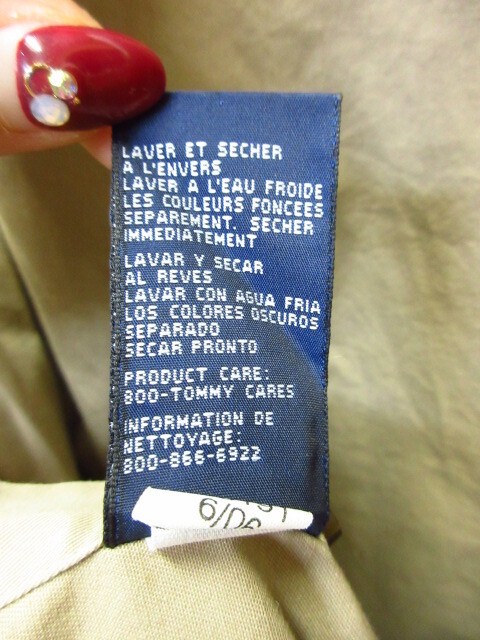 LAVER ET SECHER
A L'ENVERS
LAVER A L'EAU FROIDE
LES COULEURS FONCEES
SEPAREMENT. SECHER
IMMEDIATEMENT
LAVAR Y SECAR
AL REVES
LAVAR CON AGUA FRIA
LOS COLORES OSCUROS
SEPARADO
SECAR PRONTO
PRODUCT CARE:
800-TOMMY CARES
INFORMATION DE
NETTOYAGE:
800-866-6922